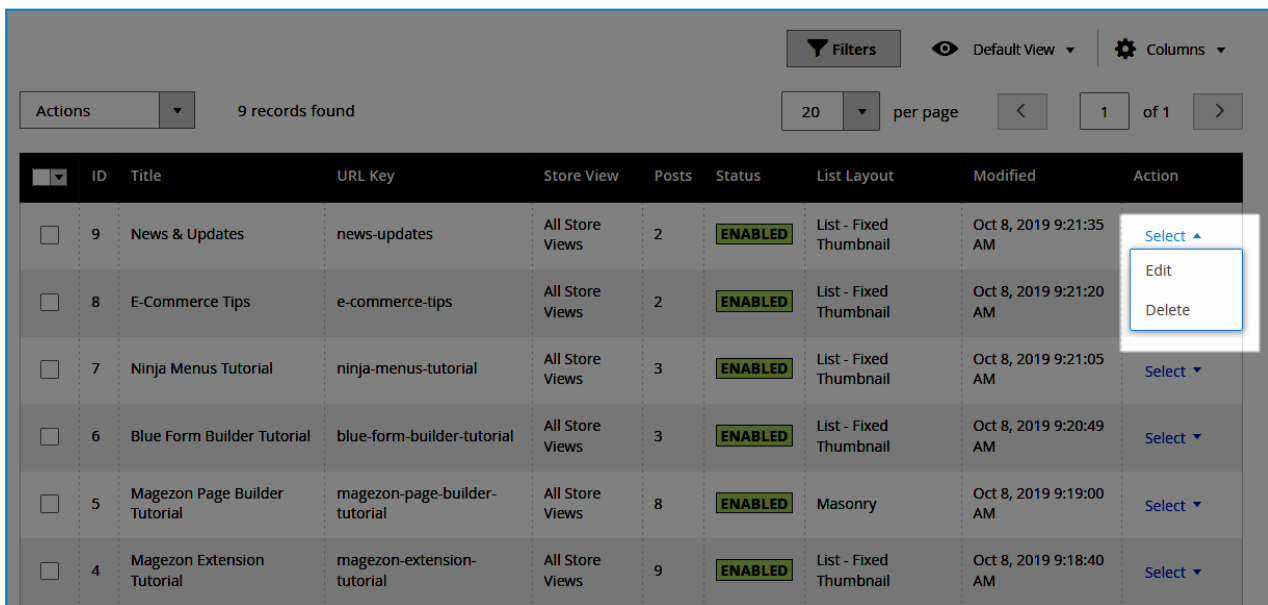 Filters Default View Columns
Actions 9 records found 20 per page 1 of 1
ID Title URL Key Store View Posts Status List Layout Modified Action
9 News & Updates news-updates All Store Views 2 ENABLED List - Fixed Thumbnail Oct 8, 2019 9:21:35 AM Select
Edit
8 E-Commerce Tips e-commerce-tips All Store Views 2 ENABLED List - Fixed Thumbnail Oct 8, 2019 9:21:20 AM
Delete
7 Ninja Menus Tutorial ninja-menus-tutorial All Store Views 3 ENABLED List - Fixed Thumbnail Oct 8, 2019 9:21:05 AM Select
6 Blue Form Builder Tutorial blue-form-builder-tutorial All Store Views 3 ENABLED List - Fixed Thumbnail Oct 8, 2019 9:20:49 AM Select
5 Magezon Page Builder Tutorial magezon-page-builder-tutorial All Store Views 8 ENABLED Masonry Oct 8, 2019 9:19:00 AM Select
4 Magezon Extension Tutorial magezon-extension-tutorial All Store Views 9 ENABLED List - Fixed Thumbnail Oct 8, 2019 9:18:40 AM Select